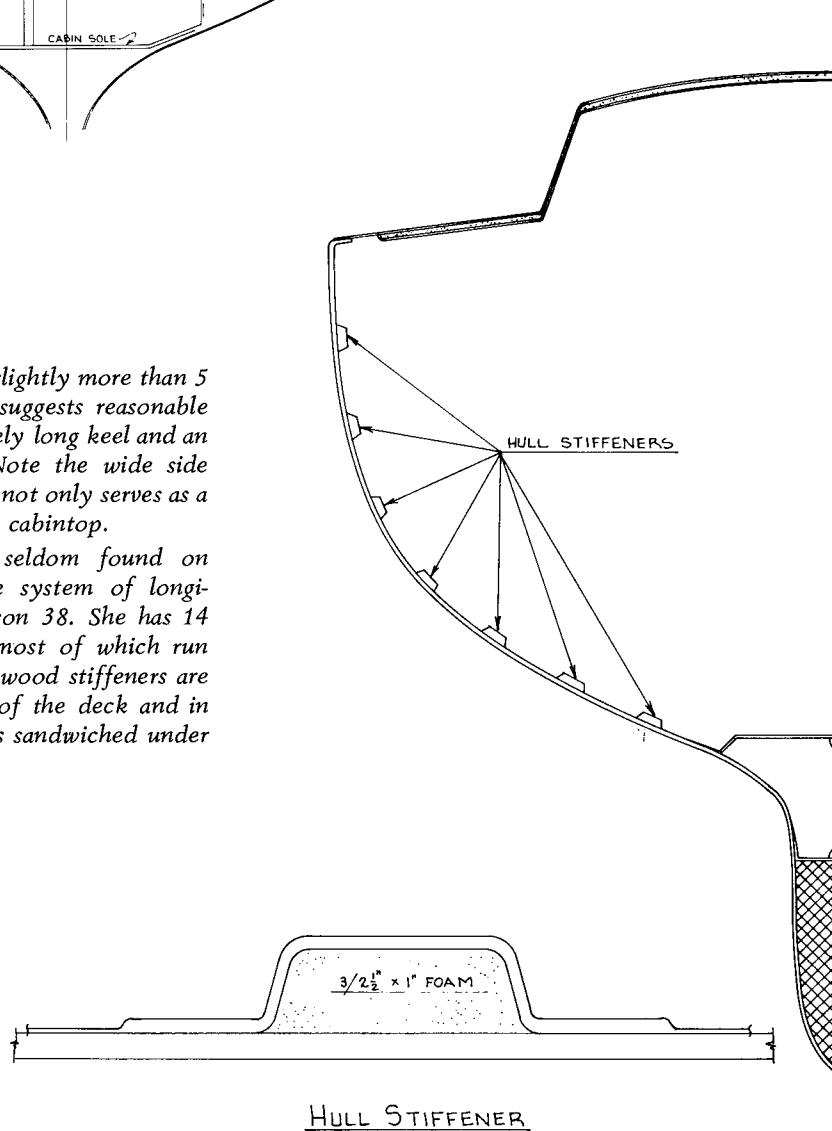 CABIN SOLE
lightly more than 5
suggests reasonable
ely long keel and an
Note the wide side
not only serves as a
cabintop.
seldom found on
e system of longi-
son 38. She has 14
most of which run
wood stiffeners are
of the deck and in
s sandwiched under
HULL STIFFENERS
3/2½" × 1" FOAM
HULL STIFFENER